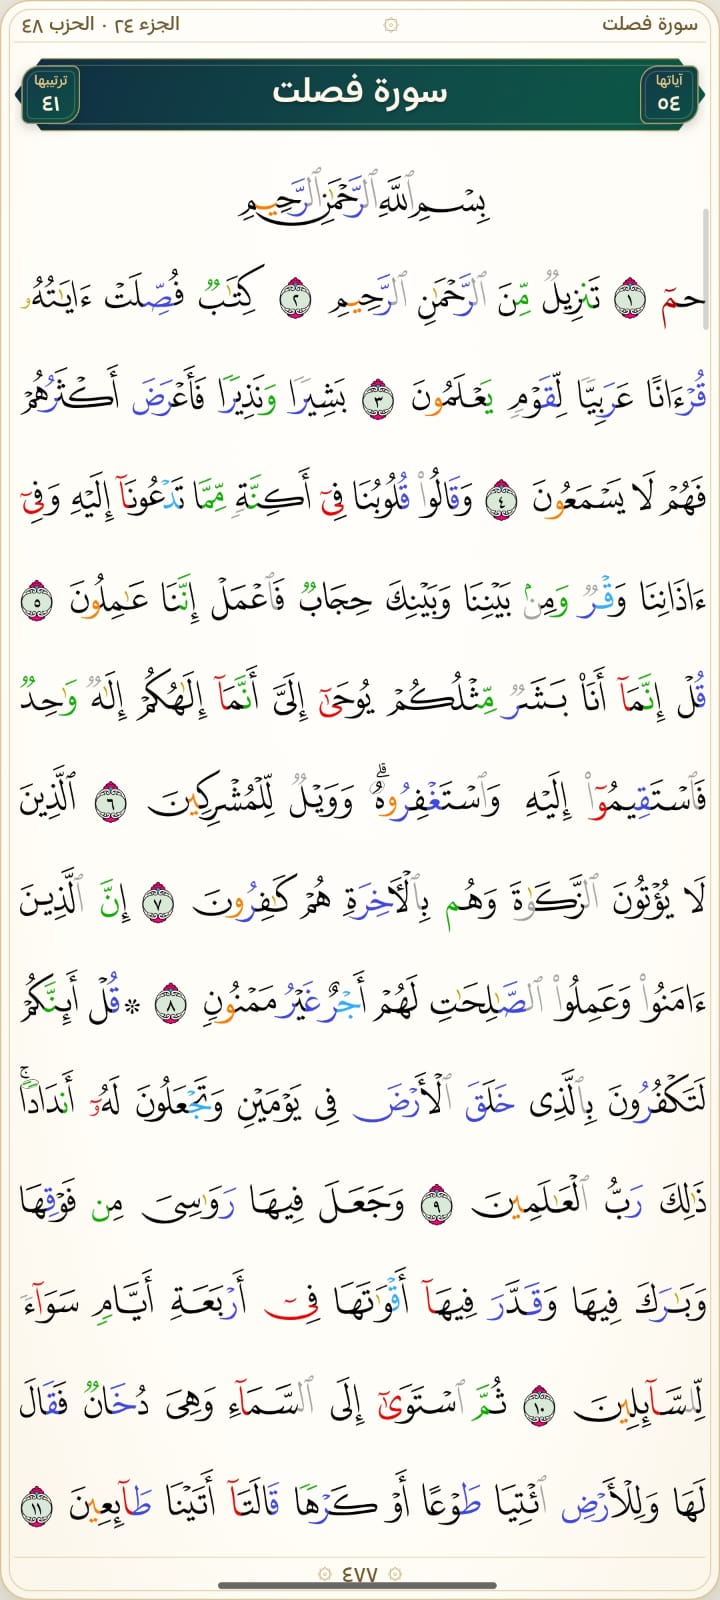 سورة فصلت
الجزء ٢٤ · الحزب ٤٨
آياتها ٥٤
سورة فصلت
ترتيبها ٤١
بِسْمِ ٱللَّهِ ٱلرَّحْمَٰنِ ٱلرَّحِيمِ
حمٓ ١ تَنزِيلٌ مِّنَ ٱلرَّحْمَٰنِ ٱلرَّحِيمِ ٢ كِتَٰبٌ فُصِّلَتْ ءَايَٰتُهُۥ
قُرْءَانًا عَرَبِيًّا لِّقَوْمٍ يَعْلَمُونَ ٣ بَشِيرًا وَنَذِيرًا فَأَعْرَضَ أَكْثَرُهُمْ
فَهُمْ لَا يَسْمَعُونَ ٤ وَقَالُوا۟ قُلُوبُنَا فِىٓ أَكِنَّةٍ مِّمَّا تَدْعُونَآ إِلَيْهِ وَفِىٓ
ءَاذَانِنَا وَقْرٌ وَمِنۢ بَيْنِنَا وَبَيْنِكَ حِجَابٌ فَٱعْمَلْ إِنَّنَا عَٰمِلُونَ ٥
قُلْ إِنَّمَآ أَنَا۠ بَشَرٌ مِّثْلُكُمْ يُوحَىٰٓ إِلَىَّ أَنَّمَآ إِلَٰهُكُمْ إِلَٰهٌ وَٰحِدٌ
فَٱسْتَقِيمُوٓا۟ إِلَيْهِ وَٱسْتَغْفِرُوهُ ۗ وَوَيْلٌ لِّلْمُشْرِكِينَ ٦ ٱلَّذِينَ
لَا يُؤْتُونَ ٱلزَّكَوٰةَ وَهُم بِٱلْـَٔاخِرَةِ هُمْ كَٰفِرُونَ ٧ إِنَّ ٱلَّذِينَ
ءَامَنُوا۟ وَعَمِلُوا۟ ٱلصَّٰلِحَٰتِ لَهُمْ أَجْرٌ غَيْرُ مَمْنُونٍ ٨ ۞ قُلْ أَئِنَّكُمْ
لَتَكْفُرُونَ بِٱلَّذِى خَلَقَ ٱلْأَرْضَ فِى يَوْمَيْنِ وَتَجْعَلُونَ لَهُۥٓ أَندَادًا ۚ
ذَٰلِكَ رَبُّ ٱلْعَٰلَمِينَ ٩ وَجَعَلَ فِيهَا رَوَٰسِىَ مِن فَوْقِهَا
وَبَٰرَكَ فِيهَا وَقَدَّرَ فِيهَآ أَقْوَٰتَهَا فِىٓ أَرْبَعَةِ أَيَّامٍ سَوَآءً
لِّلسَّآئِلِينَ ١٠ ثُمَّ ٱسْتَوَىٰٓ إِلَى ٱلسَّمَآءِ وَهِىَ دُخَانٌ فَقَالَ
لَهَا وَلِلْأَرْضِ ٱئْتِيَا طَوْعًا أَوْ كَرْهًا قَالَتَآ أَتَيْنَا طَآئِعِينَ ١١
٤٧٧